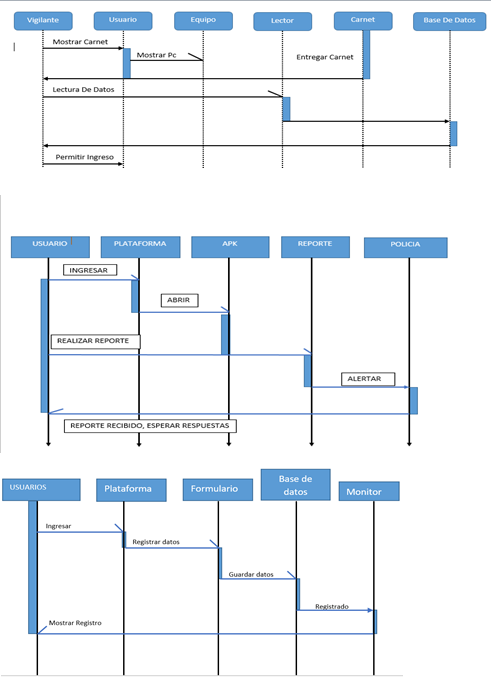 Vigilante Usuario Equipo Lector Carnet Base De Datos
Mostrar Carnet
Mostrar Pc
Entregar Carnet
Lectura De Datos
Permitir Ingreso
USUARIO PLATAFORMA APK REPORTE POLICIA
INGRESAR
ABRIR
REALIZAR REPORTE
ALERTAR
REPORTE RECIBIDO, ESPERAR RESPUESTAS
USUARIOS Plataforma Formulario Base de datos Monitor
Ingresar
Registrar datos
Guardar datos
Registrado
Mostrar Registro